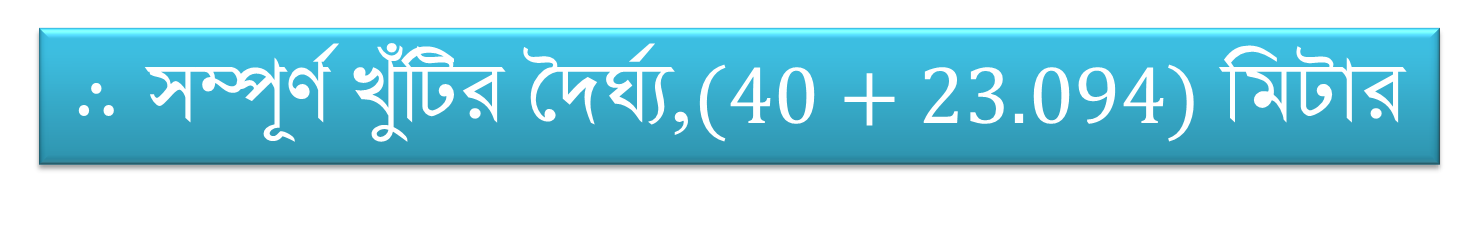 ∴ সম্পূর্ণ খুঁটির দৈর্ঘ্য,(40 + 23.094) মিটার